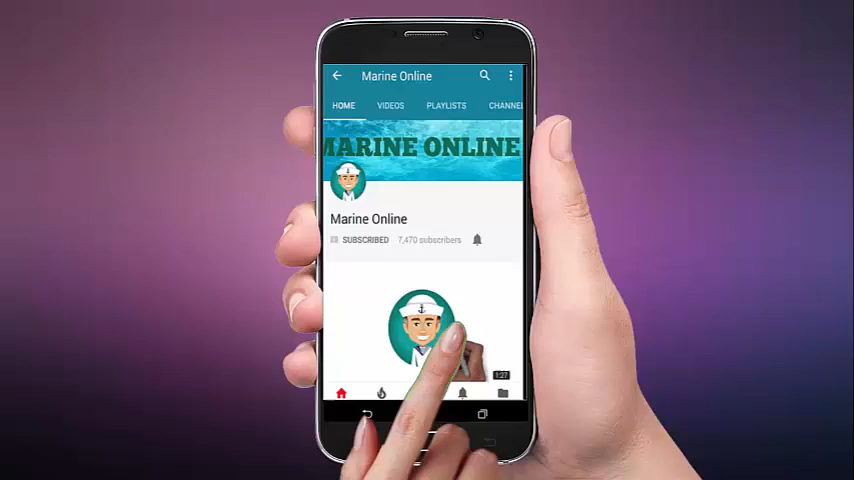 Marine Online
HOME VIDEOS PLAYLISTS CHANNEL
MARINE ONLINE
Marine Online
SUBSCRIBED 7,470 subscribers
1:27